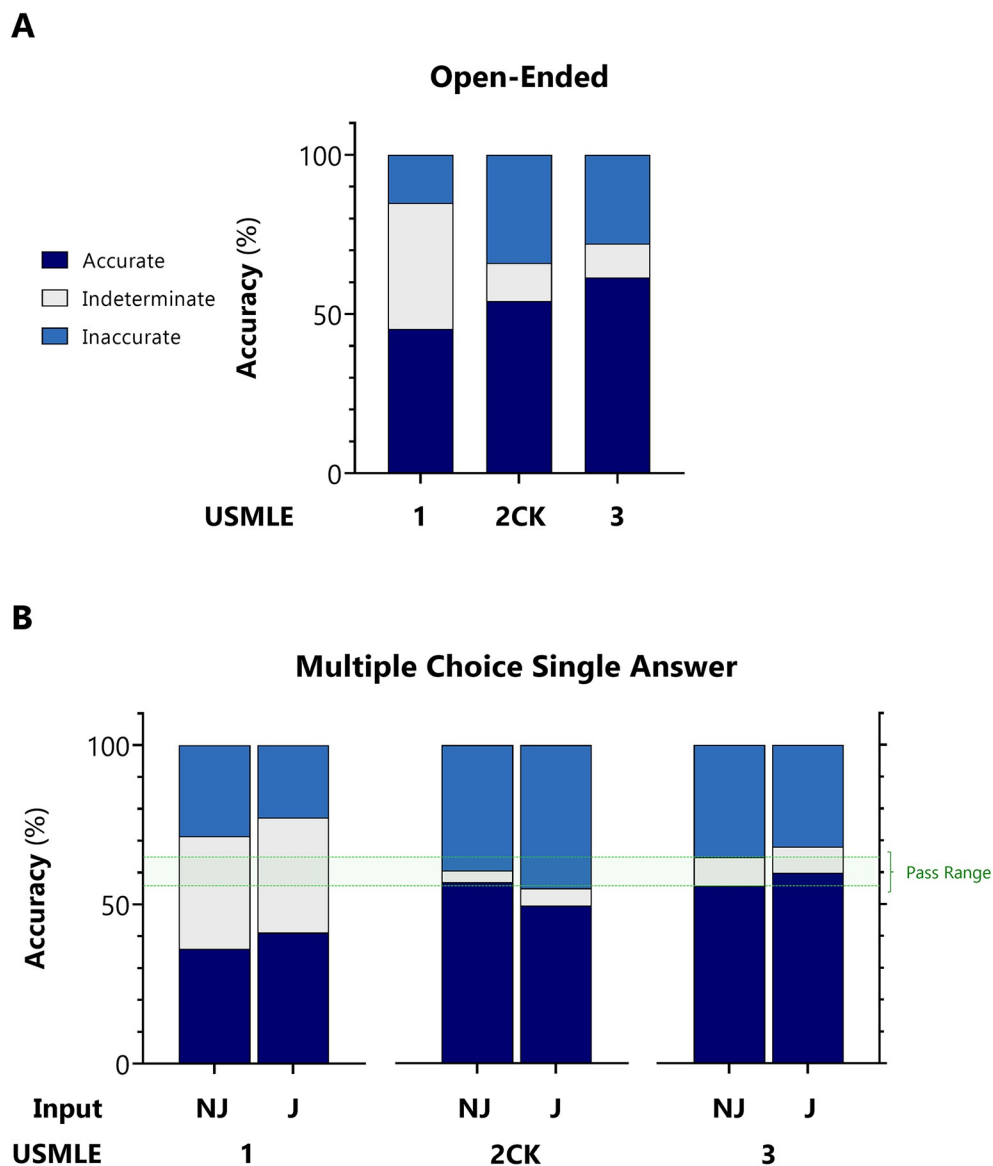 A
Open-Ended
Accurate
Indeterminate
Inaccurate
Accuracy (%)
100
50
0
USMLE 1 2CK 3
B
Multiple Choice Single Answer
Accuracy (%)
100
50
0
Pass Range
Input NJ J NJ J NJ J
USMLE 1 2CK 3